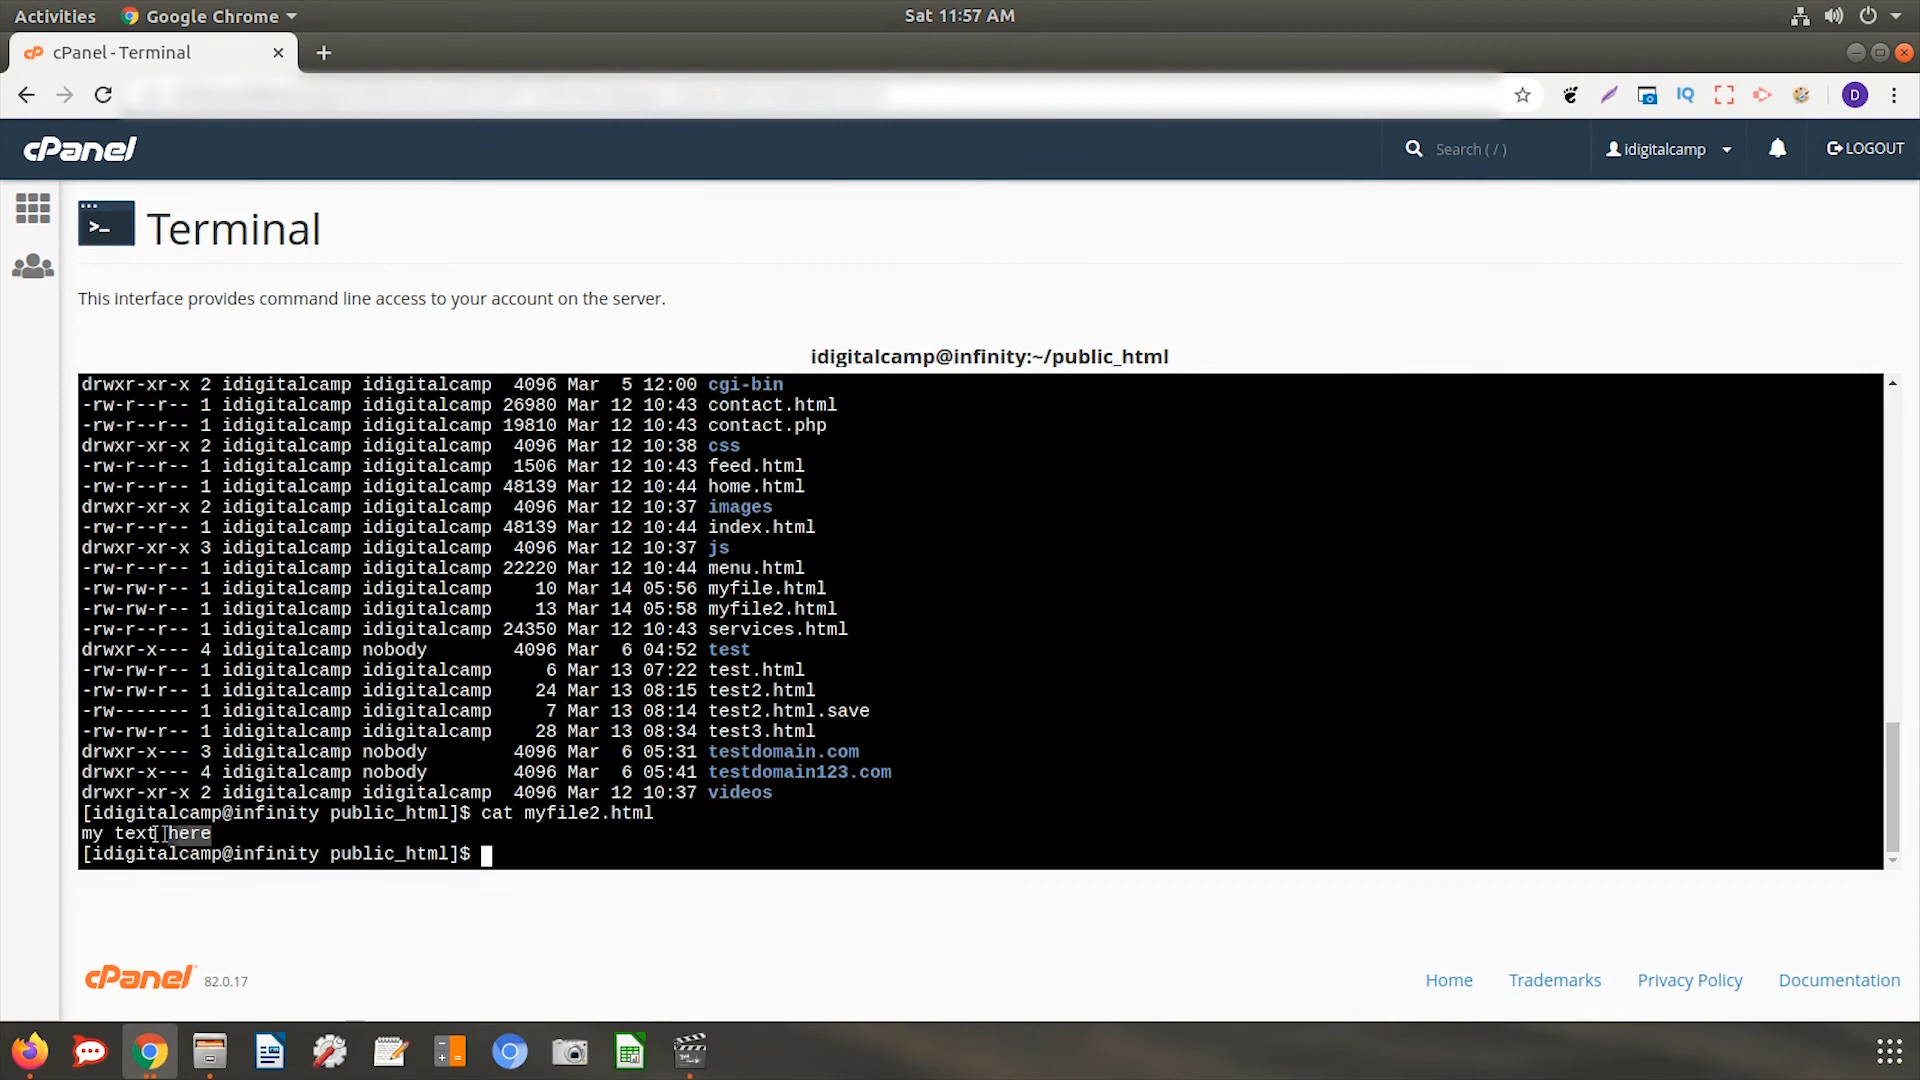 Activities Google Chrome Sat 11:57 AM
cPanel - Terminal
cPanel Search ( / ) idigitalcamp LOGOUT
Terminal
This interface provides command line access to your account on the server.
idigitalcamp@infinity:~/public_html
drwxr-xr-x 2 idigitalcamp idigitalcamp  4096 Mar  5 12:00 cgi-bin
-rw-r--r-- 1 idigitalcamp idigitalcamp 26980 Mar 12 10:43 contact.html
-rw-r--r-- 1 idigitalcamp idigitalcamp 19810 Mar 12 10:43 contact.php
drwxr-xr-x 2 idigitalcamp idigitalcamp  4096 Mar 12 10:38 css
-rw-r--r-- 1 idigitalcamp idigitalcamp  1506 Mar 12 10:43 feed.html
-rw-r--r-- 1 idigitalcamp idigitalcamp 48139 Mar 12 10:44 home.html
drwxr-xr-x 2 idigitalcamp idigitalcamp  4096 Mar 12 10:37 images
-rw-r--r-- 1 idigitalcamp idigitalcamp 48139 Mar 12 10:44 index.html
drwxr-xr-x 3 idigitalcamp idigitalcamp  4096 Mar 12 10:37 js
-rw-r--r-- 1 idigitalcamp idigitalcamp 22220 Mar 12 10:44 menu.html
-rw-rw-r-- 1 idigitalcamp idigitalcamp    10 Mar 14 05:56 myfile.html
-rw-rw-r-- 1 idigitalcamp idigitalcamp    13 Mar 14 05:58 myfile2.html
-rw-r--r-- 1 idigitalcamp idigitalcamp 24350 Mar 12 10:43 services.html
drwxr-x--- 4 idigitalcamp nobody        4096 Mar  6 04:52 test
-rw-rw-r-- 1 idigitalcamp idigitalcamp     6 Mar 13 07:22 test.html
-rw-rw-r-- 1 idigitalcamp idigitalcamp    24 Mar 13 08:15 test2.html
-rw------- 1 idigitalcamp idigitalcamp     7 Mar 13 08:14 test2.html.save
-rw-rw-r-- 1 idigitalcamp idigitalcamp    28 Mar 13 08:34 test3.html
drwxr-x--- 3 idigitalcamp nobody        4096 Mar  6 05:31 testdomain.com
drwxr-x--- 4 idigitalcamp nobody        4096 Mar  6 05:41 testdomain123.com
drwxr-xr-x 2 idigitalcamp idigitalcamp  4096 Mar 12 10:37 videos
[idigitalcamp@infinity public_html]$ cat myfile2.html
my text here
[idigitalcamp@infinity public_html]$
cPanel 82.0.17 Home Trademarks Privacy Policy Documentation